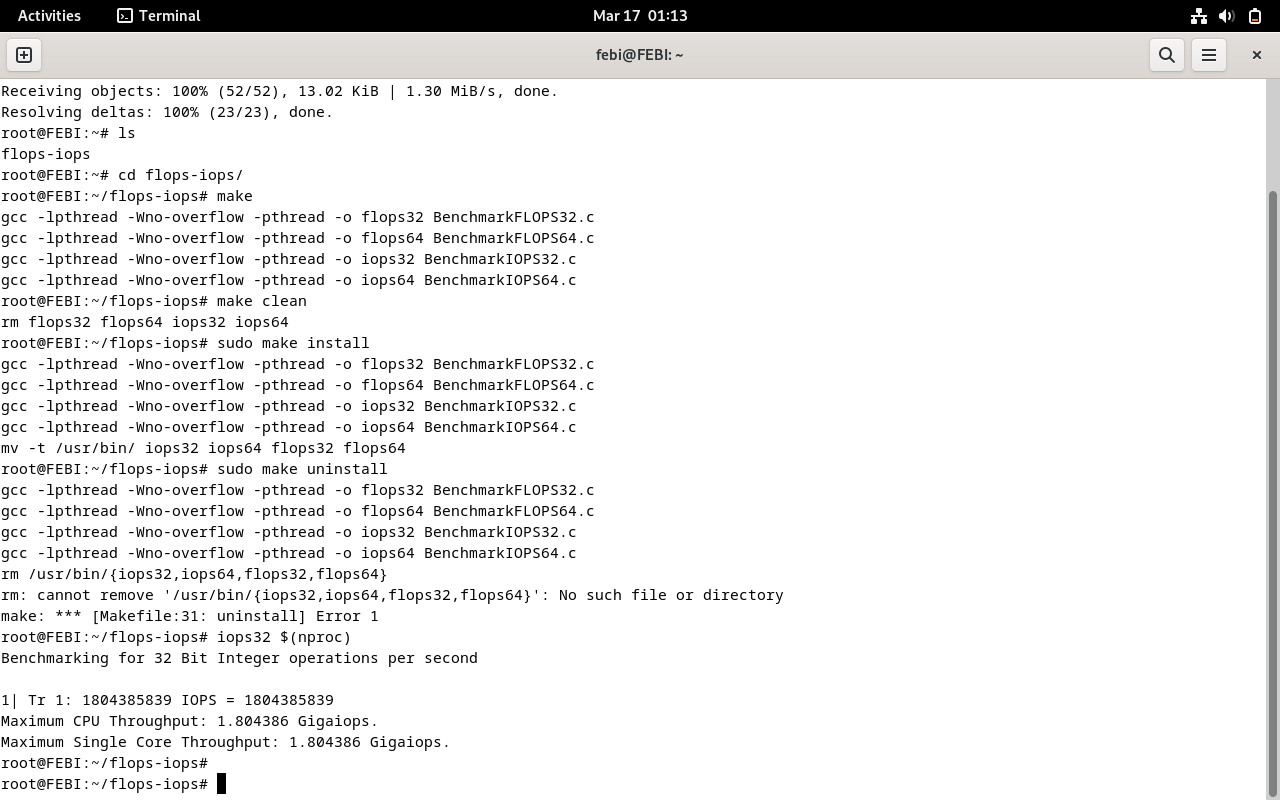 Activities
Terminal
Mar 17 01:13
febi@FEBI: ~
Receiving objects: 100% (52/52), 13.02 KiB | 1.30 MiB/s, done.
Resolving deltas: 100% (23/23), done.
root@FEBI:~# ls
flops-iops
root@FEBI:~# cd flops-iops/
root@FEBI:~/flops-iops# make
gcc -lpthread -Wno-overflow -pthread -o flops32 BenchmarkFLOPS32.c
gcc -lpthread -Wno-overflow -pthread -o flops64 BenchmarkFLOPS64.c
gcc -lpthread -Wno-overflow -pthread -o iops32 BenchmarkIOPS32.c
gcc -lpthread -Wno-overflow -pthread -o iops64 BenchmarkIOPS64.c
root@FEBI:~/flops-iops# make clean
rm flops32 flops64 iops32 iops64
root@FEBI:~/flops-iops# sudo make install
gcc -lpthread -Wno-overflow -pthread -o flops32 BenchmarkFLOPS32.c
gcc -lpthread -Wno-overflow -pthread -o flops64 BenchmarkFLOPS64.c
gcc -lpthread -Wno-overflow -pthread -o iops32 BenchmarkIOPS32.c
gcc -lpthread -Wno-overflow -pthread -o iops64 BenchmarkIOPS64.c
mv -t /usr/bin/ iops32 iops64 flops32 flops64
root@FEBI:~/flops-iops# sudo make uninstall
gcc -lpthread -Wno-overflow -pthread -o flops32 BenchmarkFLOPS32.c
gcc -lpthread -Wno-overflow -pthread -o flops64 BenchmarkFLOPS64.c
gcc -lpthread -Wno-overflow -pthread -o iops32 BenchmarkIOPS32.c
gcc -lpthread -Wno-overflow -pthread -o iops64 BenchmarkIOPS64.c
rm /usr/bin/{iops32,iops64,flops32,flops64}
rm: cannot remove '/usr/bin/{iops32,iops64,flops32,flops64}': No such file or directory
make: *** [Makefile:31: uninstall] Error 1
root@FEBI:~/flops-iops# iops32 $(nproc)
Benchmarking for 32 Bit Integer operations per second
1| Tr 1: 1804385839 IOPS = 1804385839
Maximum CPU Throughput: 1.804386 Gigaiops.
Maximum Single Core Throughput: 1.804386 Gigaiops.
root@FEBI:~/flops-iops#
root@FEBI:~/flops-iops#